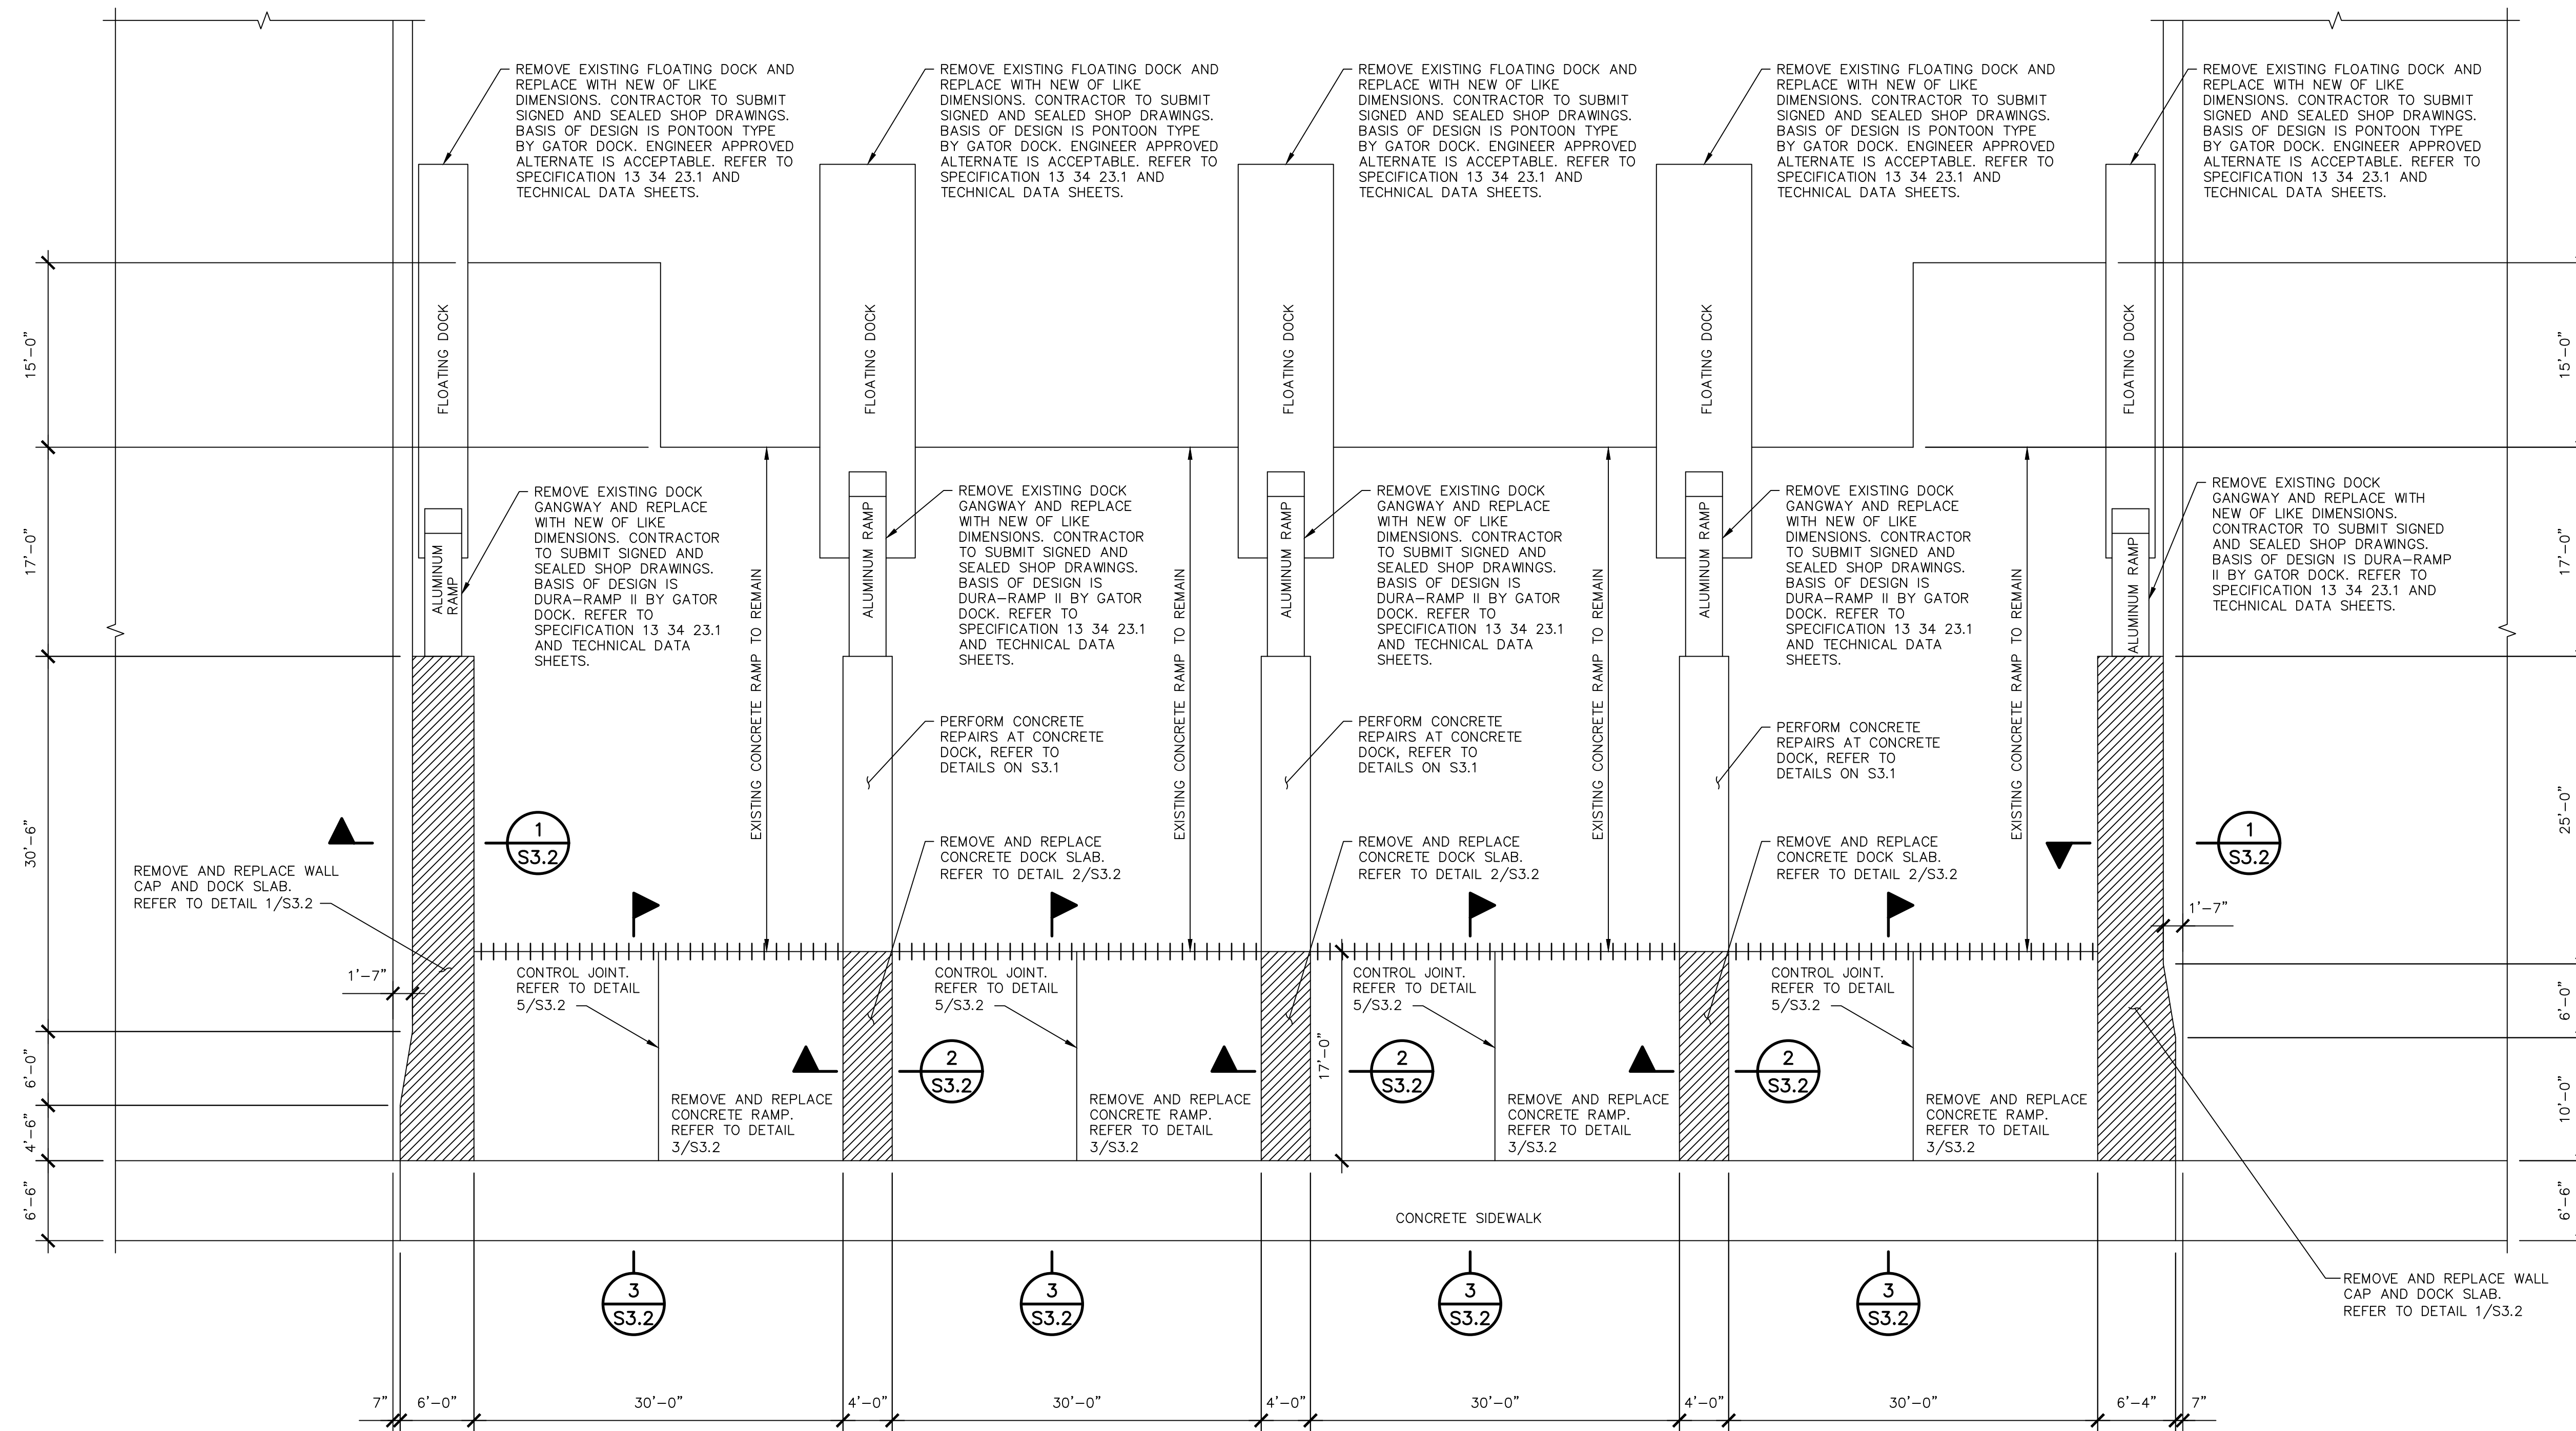 REMOVE EXISTING FLOATING DOCK AND
REPLACE WITH NEW OF LIKE
DIMENSIONS. CONTRACTOR TO SUBMIT
SIGNED AND SEALED SHOP DRAWINGS.
BASIS OF DESIGN IS PONTOON TYPE
BY GATOR DOCK. ENGINEER APPROVED
ALTERNATE IS ACCEPTABLE. REFER TO
SPECIFICATION 13 34 23.1 AND
TECHNICAL DATA SHEETS.
REMOVE EXISTING FLOATING DOCK AND
REPLACE WITH NEW OF LIKE
DIMENSIONS. CONTRACTOR TO SUBMIT
SIGNED AND SEALED SHOP DRAWINGS.
BASIS OF DESIGN IS PONTOON TYPE
BY GATOR DOCK. ENGINEER APPROVED
ALTERNATE IS ACCEPTABLE. REFER TO
SPECIFICATION 13 34 23.1 AND
TECHNICAL DATA SHEETS.
REMOVE EXISTING FLOATING DOCK AND
REPLACE WITH NEW OF LIKE
DIMENSIONS. CONTRACTOR TO SUBMIT
SIGNED AND SEALED SHOP DRAWINGS.
BASIS OF DESIGN IS PONTOON TYPE
BY GATOR DOCK. ENGINEER APPROVED
ALTERNATE IS ACCEPTABLE. REFER TO
SPECIFICATION 13 34 23.1 AND
TECHNICAL DATA SHEETS.
REMOVE EXISTING FLOATING DOCK AND
REPLACE WITH NEW OF LIKE
DIMENSIONS. CONTRACTOR TO SUBMIT
SIGNED AND SEALED SHOP DRAWINGS.
BASIS OF DESIGN IS PONTOON TYPE
BY GATOR DOCK. ENGINEER APPROVED
ALTERNATE IS ACCEPTABLE. REFER TO
SPECIFICATION 13 34 23.1 AND
TECHNICAL DATA SHEETS.
REMOVE EXISTING FLOATING DOCK AND
REPLACE WITH NEW OF LIKE
DIMENSIONS. CONTRACTOR TO SUBMIT
SIGNED AND SEALED SHOP DRAWINGS.
BASIS OF DESIGN IS PONTOON TYPE
BY GATOR DOCK. ENGINEER APPROVED
ALTERNATE IS ACCEPTABLE. REFER TO
SPECIFICATION 13 34 23.1 AND
TECHNICAL DATA SHEETS.
15'-0"
FLOATING DOCK
FLOATING DOCK
FLOATING DOCK
FLOATING DOCK
FLOATING DOCK
15'-0"
17'-0"
ALUMINUM
RAMP
REMOVE EXISTING DOCK
GANGWAY AND REPLACE
WITH NEW OF LIKE
DIMENSIONS. CONTRACTOR
TO SUBMIT SIGNED AND
SEALED SHOP DRAWINGS.
BASIS OF DESIGN IS
DURA-RAMP II BY GATOR
DOCK. REFER TO
SPECIFICATION 13 34 23.1
AND TECHNICAL DATA
SHEETS.
EXISTING CONCRETE RAMP TO REMAIN
ALUMINUM RAMP
REMOVE EXISTING DOCK
GANGWAY AND REPLACE
WITH NEW OF LIKE
DIMENSIONS. CONTRACTOR
TO SUBMIT SIGNED AND
SEALED SHOP DRAWINGS.
BASIS OF DESIGN IS
DURA-RAMP II BY GATOR
DOCK. REFER TO
SPECIFICATION 13 34 23.1
AND TECHNICAL DATA
SHEETS.
EXISTING CONCRETE RAMP TO REMAIN
ALUMINUM RAMP
REMOVE EXISTING DOCK
GANGWAY AND REPLACE
WITH NEW OF LIKE
DIMENSIONS. CONTRACTOR
TO SUBMIT SIGNED AND
SEALED SHOP DRAWINGS.
BASIS OF DESIGN IS
DURA-RAMP II BY GATOR
DOCK. REFER TO
SPECIFICATION 13 34 23.1
AND TECHNICAL DATA
SHEETS.
EXISTING CONCRETE RAMP TO REMAIN
ALUMINUM RAMP
REMOVE EXISTING DOCK
GANGWAY AND REPLACE
WITH NEW OF LIKE
DIMENSIONS. CONTRACTOR
TO SUBMIT SIGNED AND
SEALED SHOP DRAWINGS.
BASIS OF DESIGN IS
DURA-RAMP II BY GATOR
DOCK. REFER TO
SPECIFICATION 13 34 23.1
AND TECHNICAL DATA
SHEETS.
EXISTING CONCRETE RAMP TO REMAIN
ALUMINUM RAMP
REMOVE EXISTING DOCK
GANGWAY AND REPLACE WITH
NEW OF LIKE DIMENSIONS.
CONTRACTOR TO SUBMIT SIGNED
AND SEALED SHOP DRAWINGS.
BASIS OF DESIGN IS DURA-RAMP
II BY GATOR DOCK. REFER TO
SPECIFICATION 13 34 23.1 AND
TECHNICAL DATA SHEETS.
17'-0"
PERFORM CONCRETE
REPAIRS AT CONCRETE
DOCK, REFER TO
DETAILS ON S3.1
PERFORM CONCRETE
REPAIRS AT CONCRETE
DOCK, REFER TO
DETAILS ON S3.1
PERFORM CONCRETE
REPAIRS AT CONCRETE
DOCK, REFER TO
DETAILS ON S3.1
30'-6"
1
S3.2
REMOVE AND REPLACE
CONCRETE DOCK SLAB.
REFER TO DETAIL 2/S3.2
REMOVE AND REPLACE
CONCRETE DOCK SLAB.
REFER TO DETAIL 2/S3.2
REMOVE AND REPLACE
CONCRETE DOCK SLAB.
REFER TO DETAIL 2/S3.2
1
S3.2
25'-0"
REMOVE AND REPLACE WALL
CAP AND DOCK SLAB.
REFER TO DETAIL 1/S3.2
1'-7"
1'-7"
CONTROL JOINT.
REFER TO DETAIL
5/S3.2
CONTROL JOINT.
REFER TO DETAIL
5/S3.2
CONTROL JOINT.
REFER TO DETAIL
5/S3.2
CONTROL JOINT.
REFER TO DETAIL
5/S3.2
6'-0"
6'-0"
2
S3.2
17'-0"
2
S3.2
2
S3.2
4'-6"
REMOVE AND REPLACE
CONCRETE RAMP.
REFER TO DETAIL
3/S3.2
REMOVE AND REPLACE
CONCRETE RAMP.
REFER TO DETAIL
3/S3.2
REMOVE AND REPLACE
CONCRETE RAMP.
REFER TO DETAIL
3/S3.2
REMOVE AND REPLACE
CONCRETE RAMP.
REFER TO DETAIL
3/S3.2
10'-0"
6'-6"
CONCRETE SIDEWALK
6'-6"
3
S3.2
3
S3.2
3
S3.2
3
S3.2
REMOVE AND REPLACE WALL
CAP AND DOCK SLAB.
REFER TO DETAIL 1/S3.2
7" 6'-0" 30'-0" 4'-0" 30'-0" 4'-0" 30'-0" 4'-0" 30'-0" 6'-4" 7"